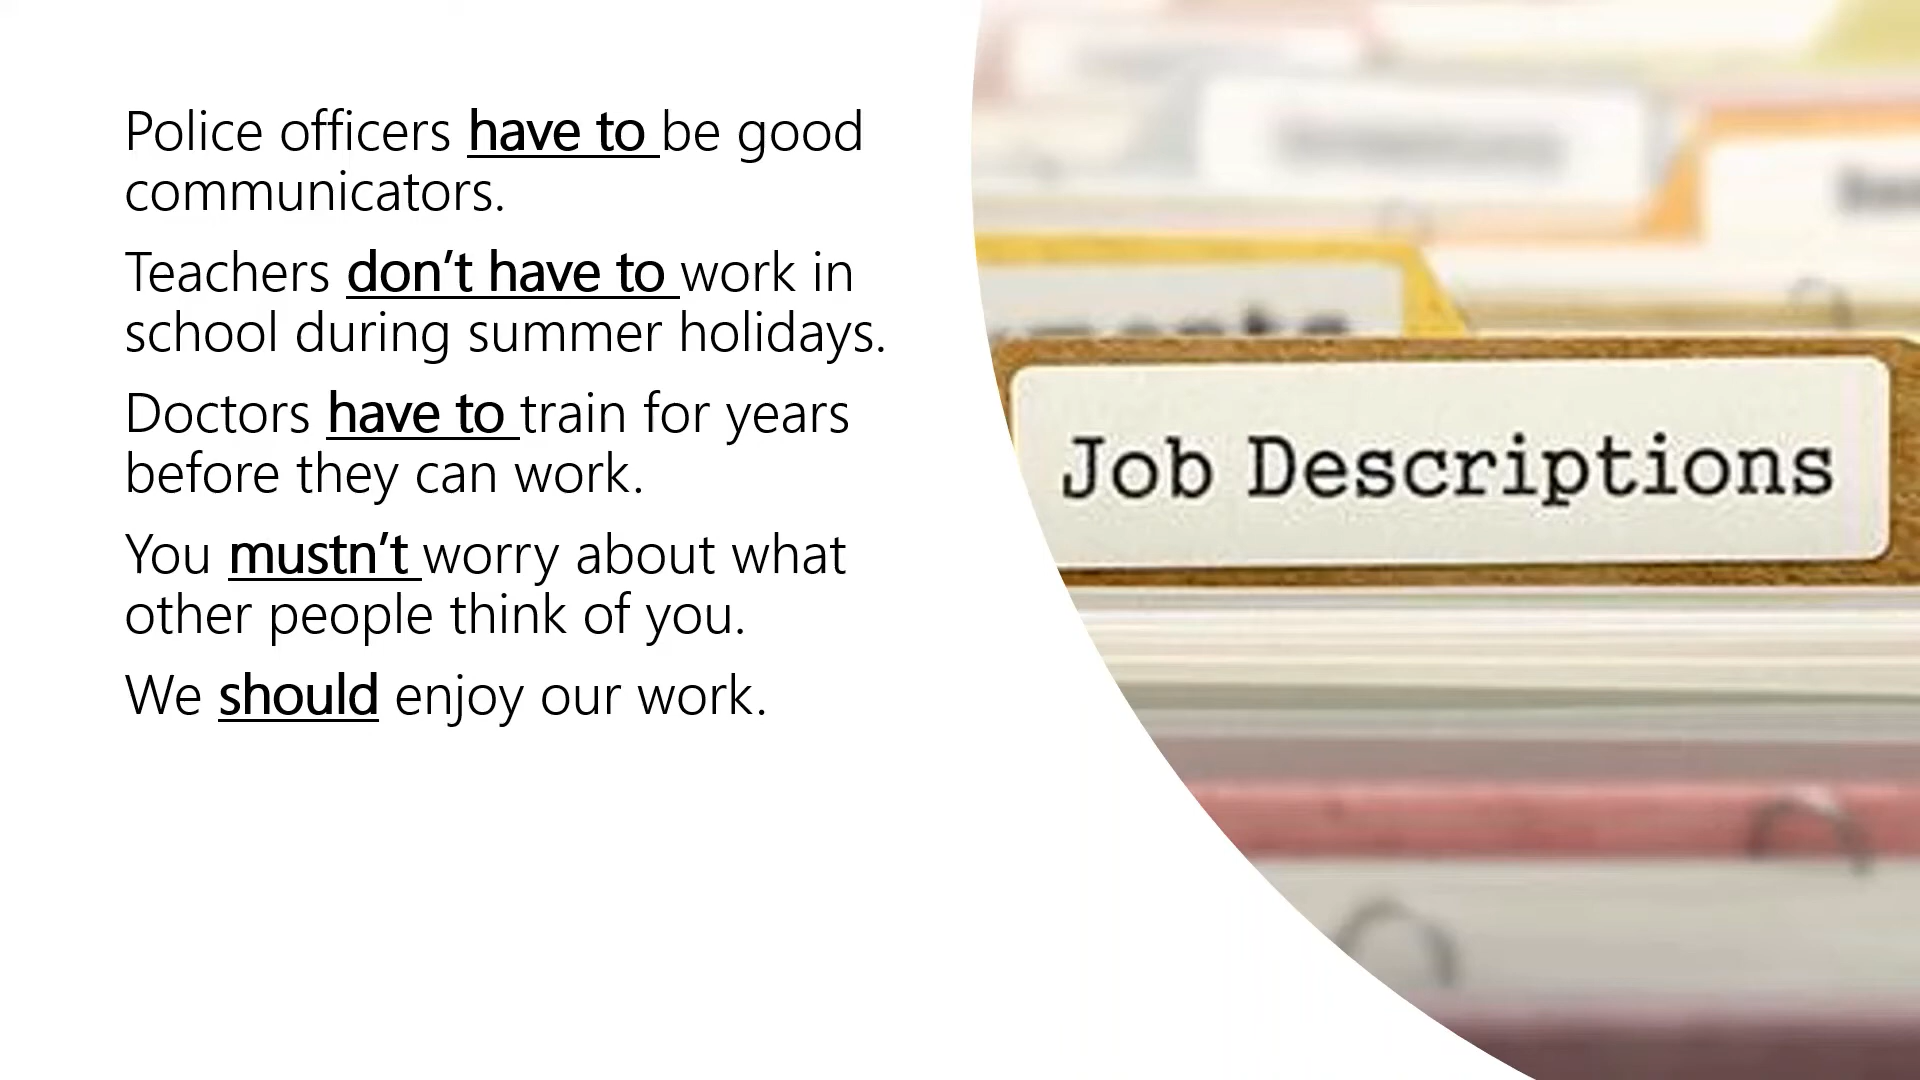 Police officers have to be good
communicators.
Teachers don’t have to work in
school during summer holidays.
Doctors have to train for years
before they can work.
You mustn’t worry about what
other people think of you.
We should enjoy our work.
Job Descriptions